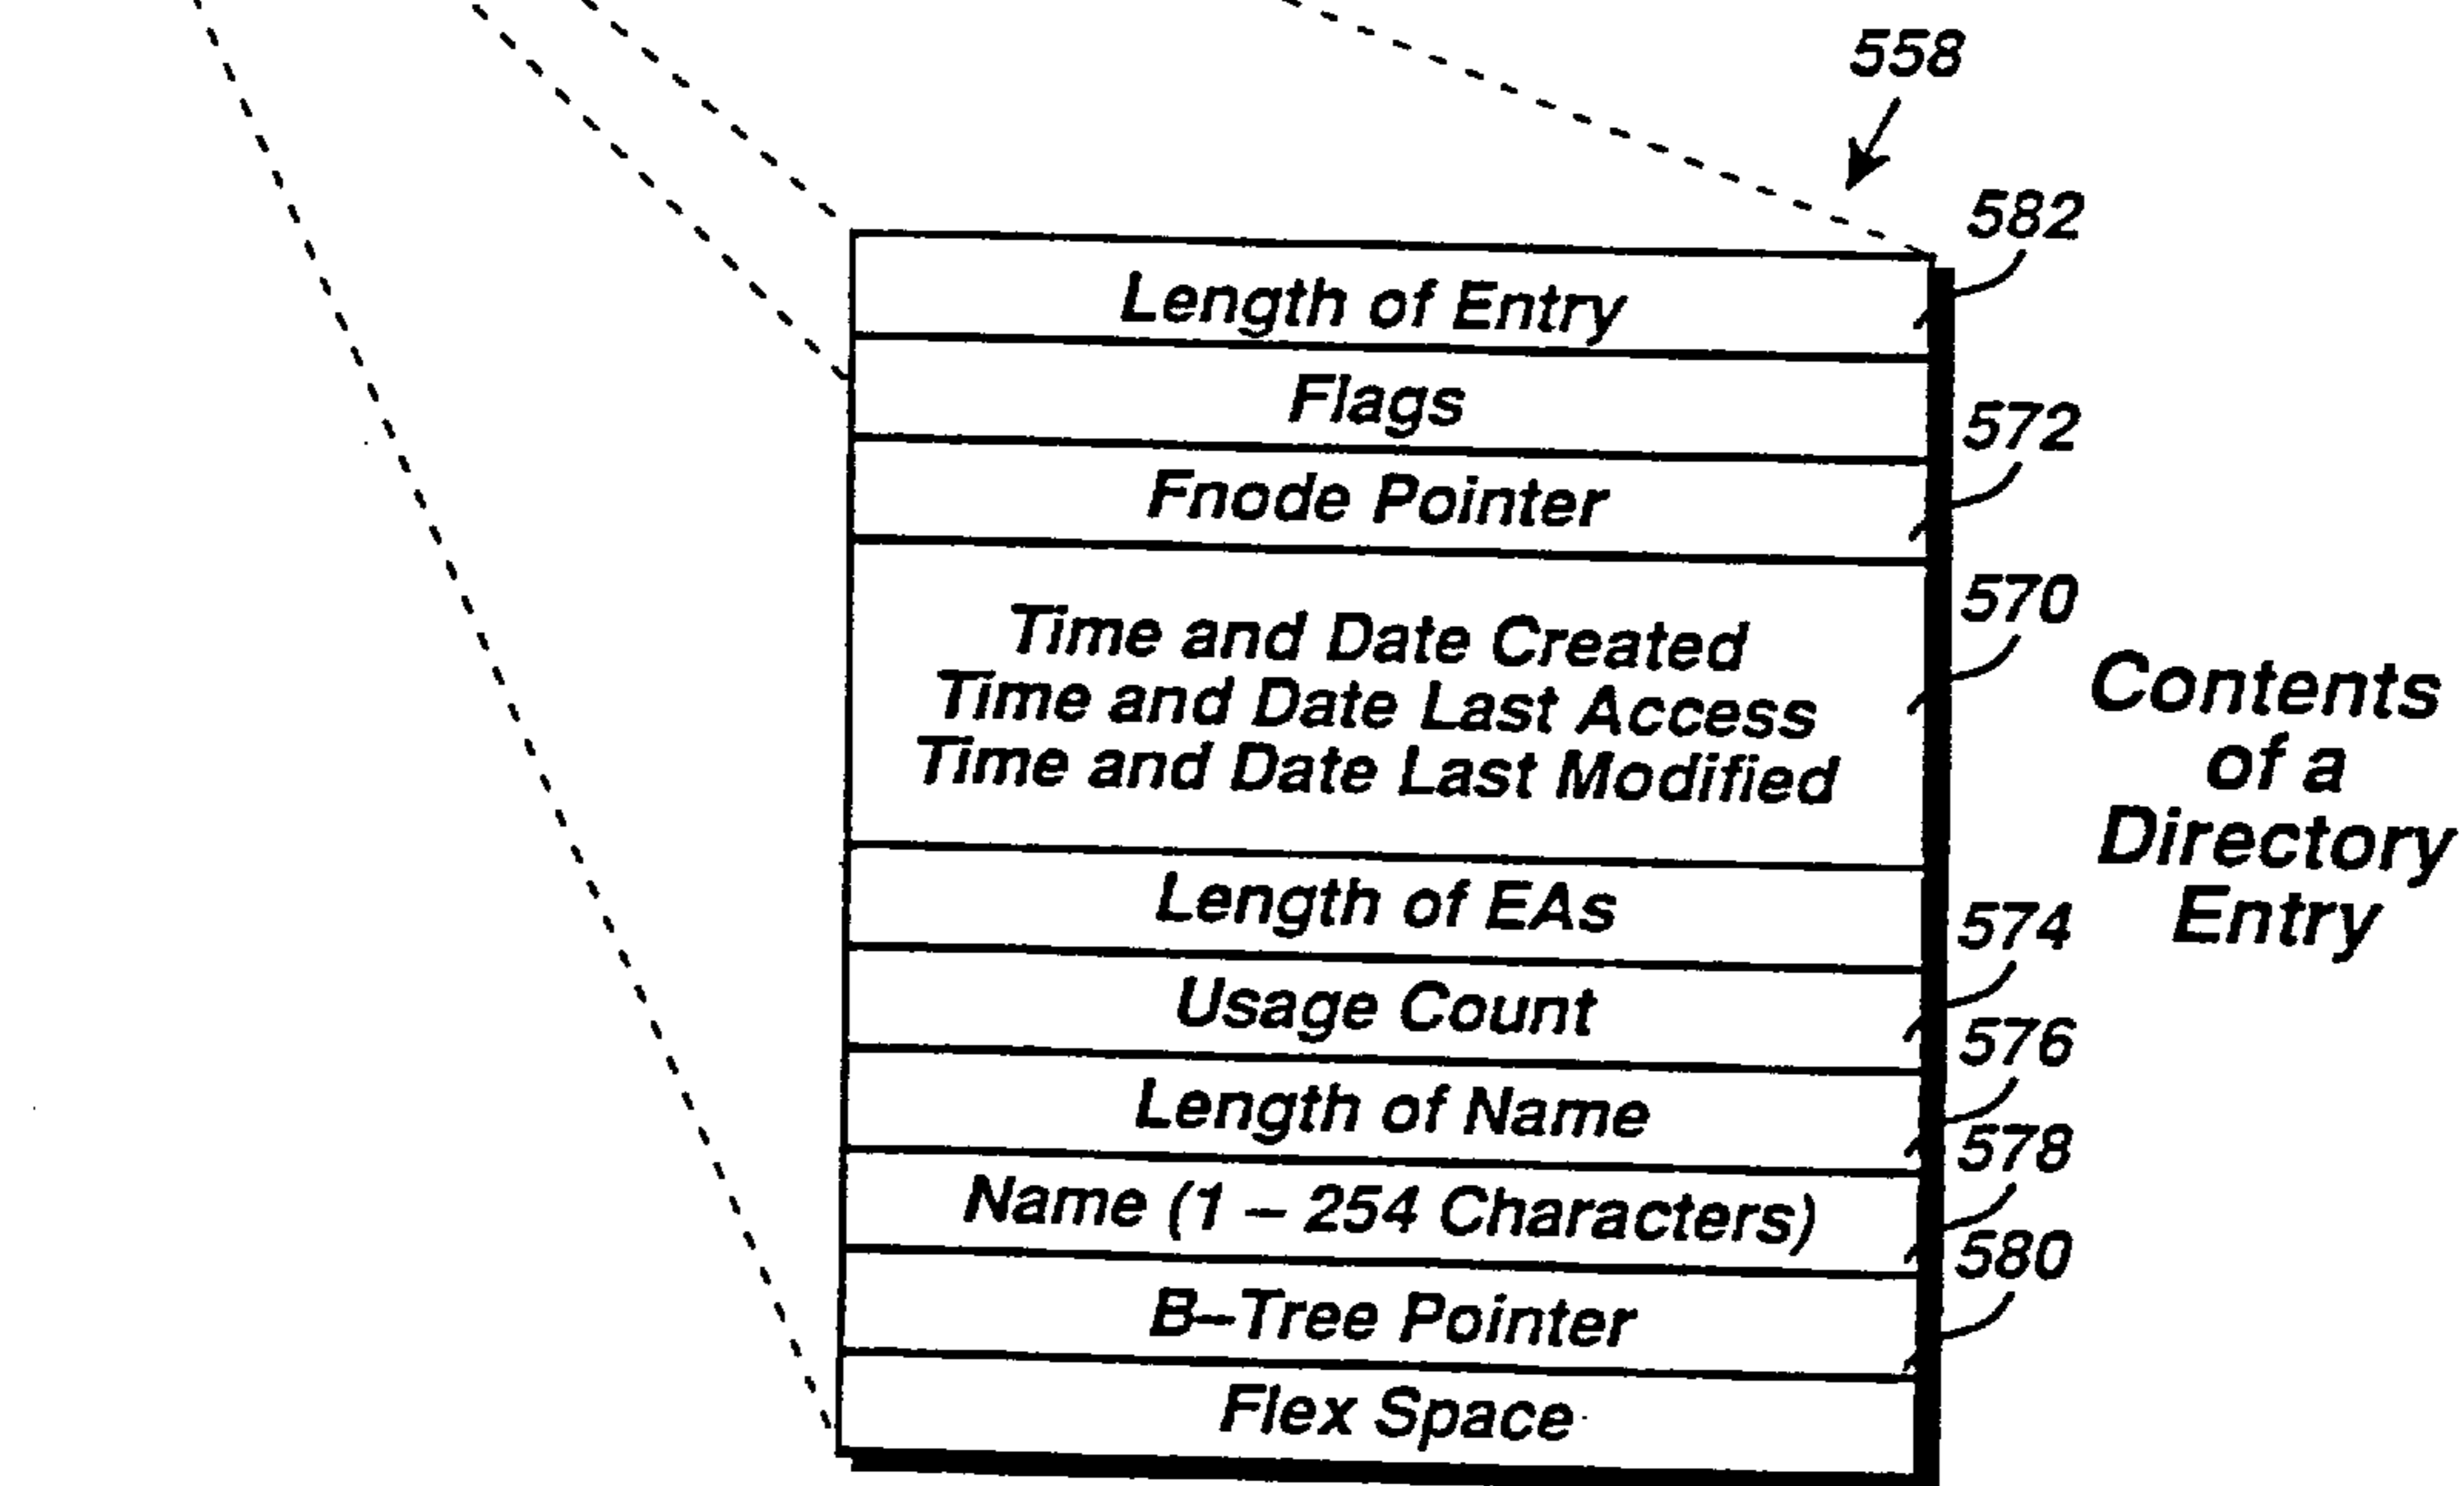 558
582
Length of Entry
Flags
572
Fnode Pointer
570
Time and Date Created
Time and Date Last Access
Time and Date Last Modified
Contents
of a
Directory
Entry
Length of EAs
574
Usage Count
576
Length of Name
578
Name (1 – 254 Characters)
580
B–Tree Pointer
Flex Space